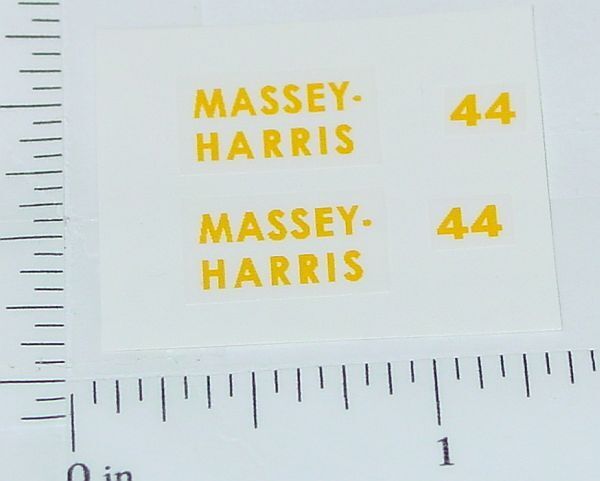 MASSEY-
HARRIS
44
MASSEY-
HARRIS
44
1
0 in